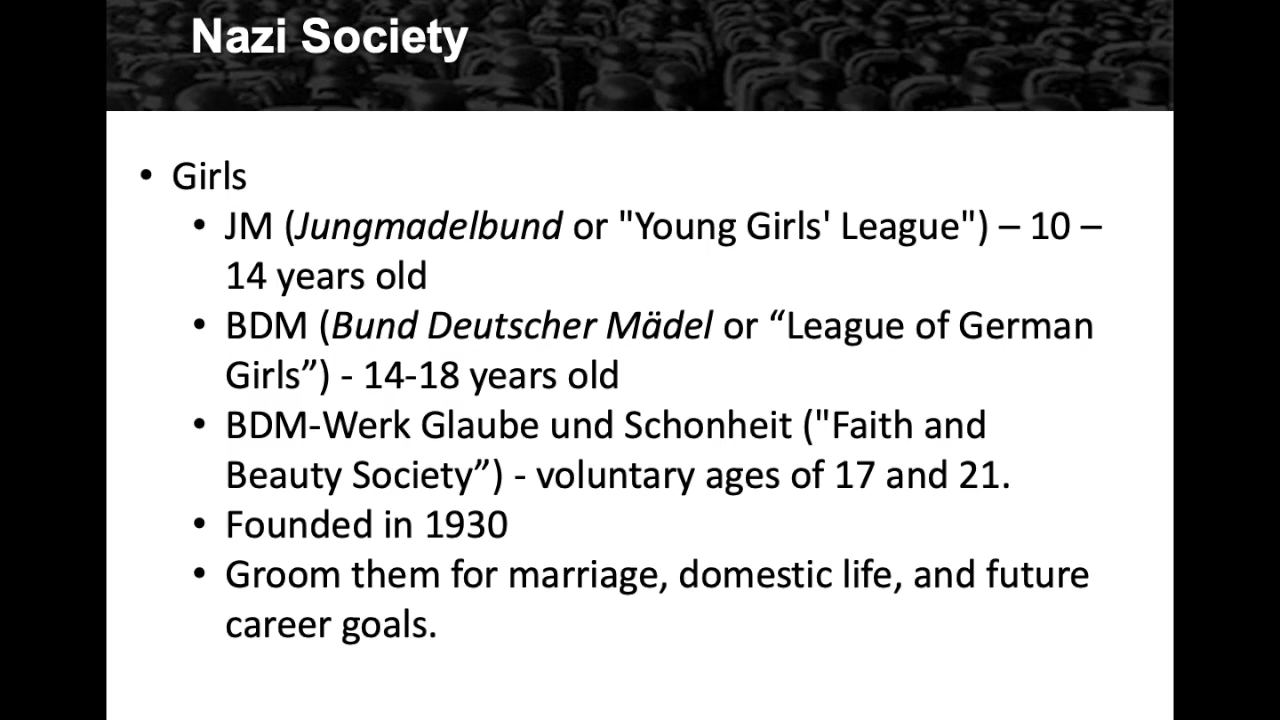 Nazi Society
• Girls
• JM (Jungmadelbund or "Young Girls' League") – 10 –
14 years old
• BDM (Bund Deutscher Mädel or “League of German
Girls”) - 14-18 years old
• BDM-Werk Glaube und Schonheit ("Faith and
Beauty Society”) - voluntary ages of 17 and 21.
• Founded in 1930
• Groom them for marriage, domestic life, and future
career goals.